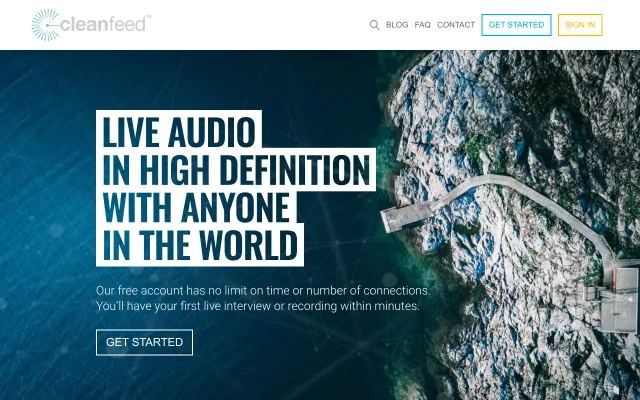 cleanfeed™
BLOG FAQ CONTACT GET STARTED SIGN IN
LIVE AUDIO
IN HIGH DEFINITION
WITH ANYONE
IN THE WORLD
Our free account has no limit on time or number of connections.
You'll have your first live interview or recording within minutes.
GET STARTED